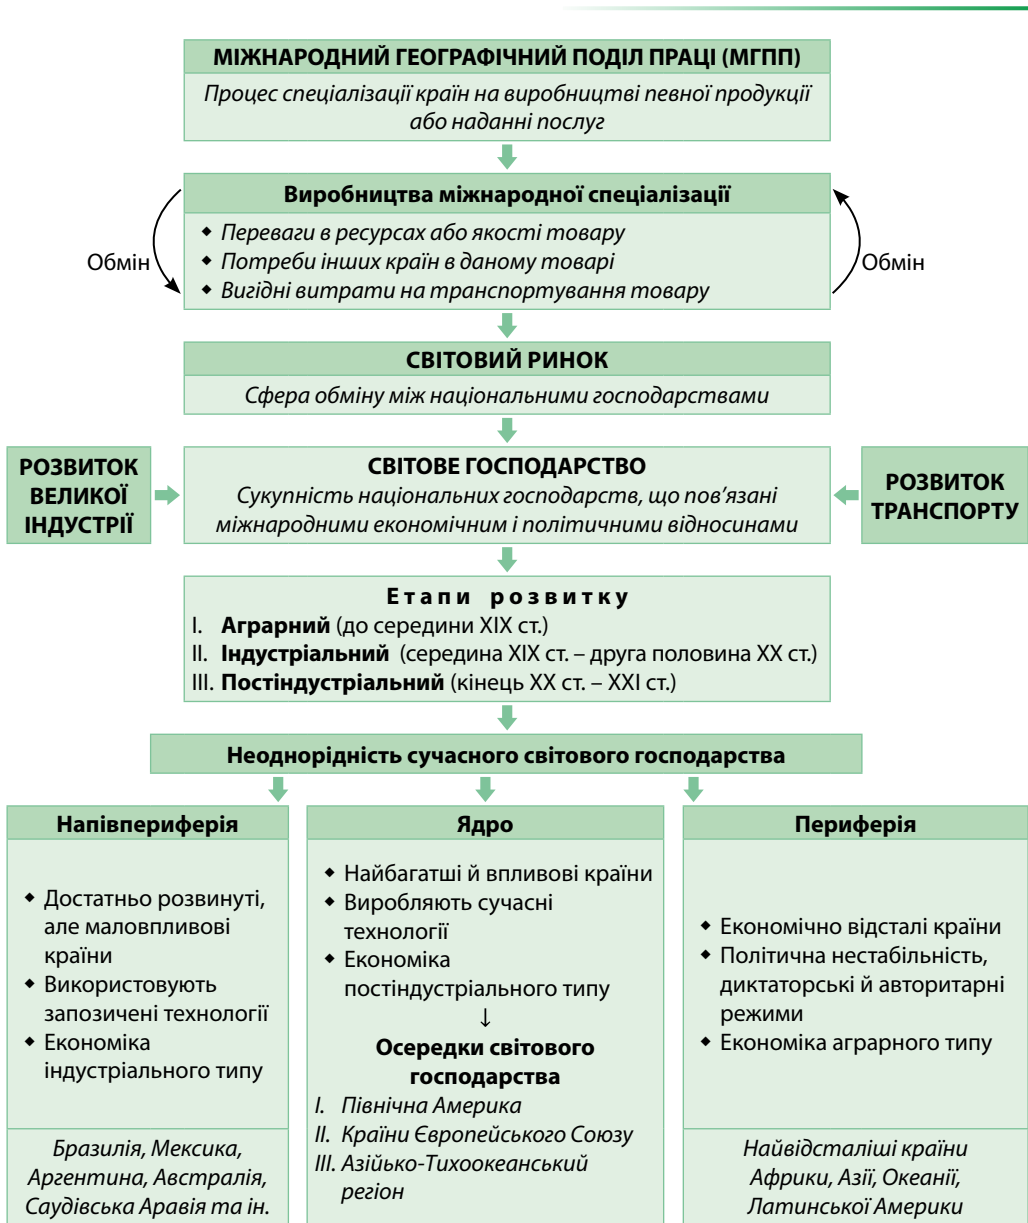 МІЖНАРОДНИЙ ГЕОГРАФІЧНИЙ ПОДІЛ ПРАЦІ (МГПП)
Процес спеціалізації країн на виробництві певної продукції
або наданні послуг
Виробництва міжнародної спеціалізації
◆ Переваги в ресурсах або якості товару
◆ Потреби інших країн в даному товарі
◆ Вигідні витрати на транспортування товару
Обмін
Обмін
СВІТОВИЙ РИНОК
Сфера обміну між національними господарствами
РОЗВИТОК
ВЕЛИКОЇ
ІНДУСТРІЇ
СВІТОВЕ ГОСПОДАРСТВО
Сукупність національних господарств, що пов’язані
міжнародними економічним і політичними відносинами
РОЗВИТОК
ТРАНСПОРТУ
Етапи розвитку
I. Аграрний (до середини XIX ст.)
II. Індустріальний (середина XIX ст. – друга половина XX ст.)
III. Постіндустріальний (кінець XX ст. – XXI ст.)
Неоднорідність сучасного світового господарства
Напівпериферія
◆ Достатньо розвинуті,
але маловпливові
країни
◆ Використовують
запозичені технології
◆ Економіка
індустріального типу
Бразилія, Мексика,
Аргентина, Австралія,
Саудівська Аравія та ін.
Ядро
◆ Найбагатші й впливові країни
◆ Виробляють сучасні
технології
◆ Економіка
постіндустріального типу
↓
Осередки світового
господарства
I. Північна Америка
II. Країни Європейського Союзу
III. Азійько-Тихоокеанський
регіон
Периферія
◆ Економічно відсталі країни
◆ Політична нестабільність,
диктаторські й авторитарні
режими
◆ Економіка аграрного типу
Найвідсталіші країни
Африки, Азії, Океанії,
Латинської Америки